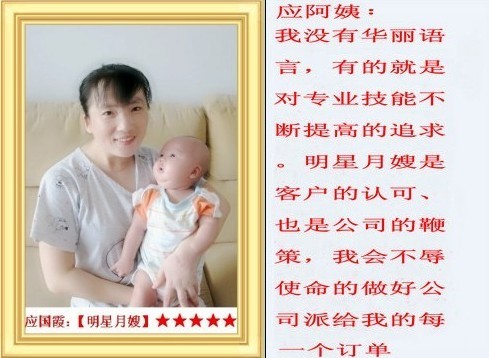 应国霞：【明星月嫂】★★★★★
应阿姨：
我没有华丽语
言，有的就是
对专业技能不
断提高的追求
。明星月嫂是
客户的认可、
也是公司的鞭
策，我会不辱
使命的做好公
司派给我的每
一个订单